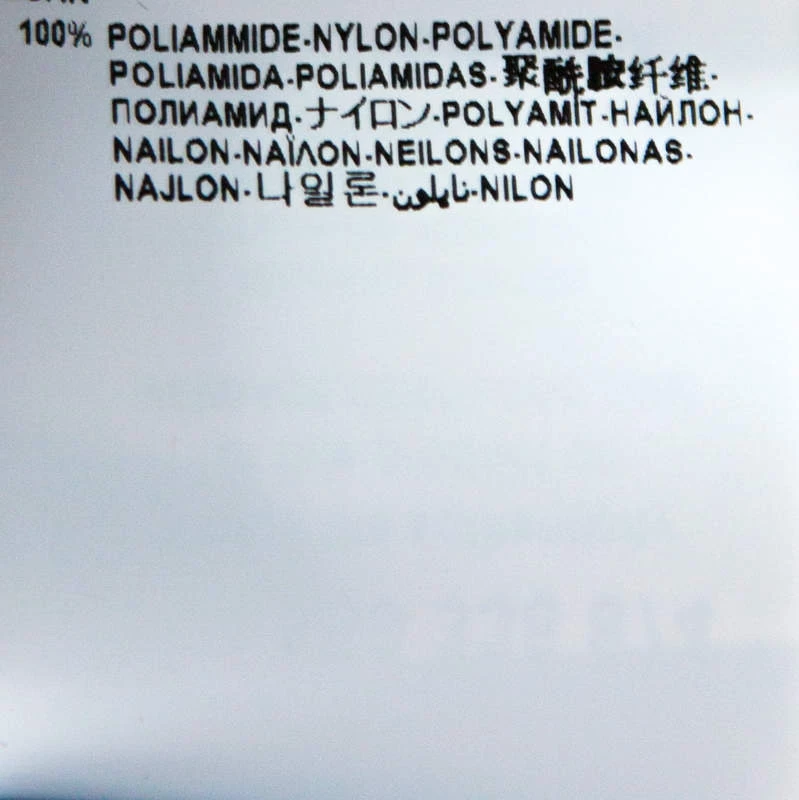 100% POLIAMMIDE-NYLON-POLYAMIDE-
POLIAMIDA-POLIAMIDAS-聚酰胺纤维-
ПОЛИАМИД-ナイロン-POLYAMIT-НАЙЛОН-
NAILON-ΝΑΪΛΟΝ-NEILONS-NAILONAS-
NAJLON-나일론-نايلون-NILON